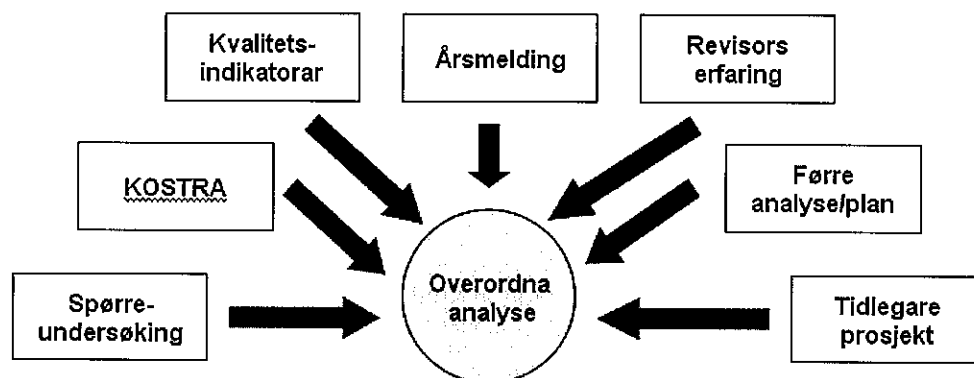 Kvalitets-
indikatorar
Årsmelding
Revisors
erfaring
KOSTRA
Førre
analyse/plan
Overordna
analyse
Spørre-
undersøking
Tidlegare
prosjekt